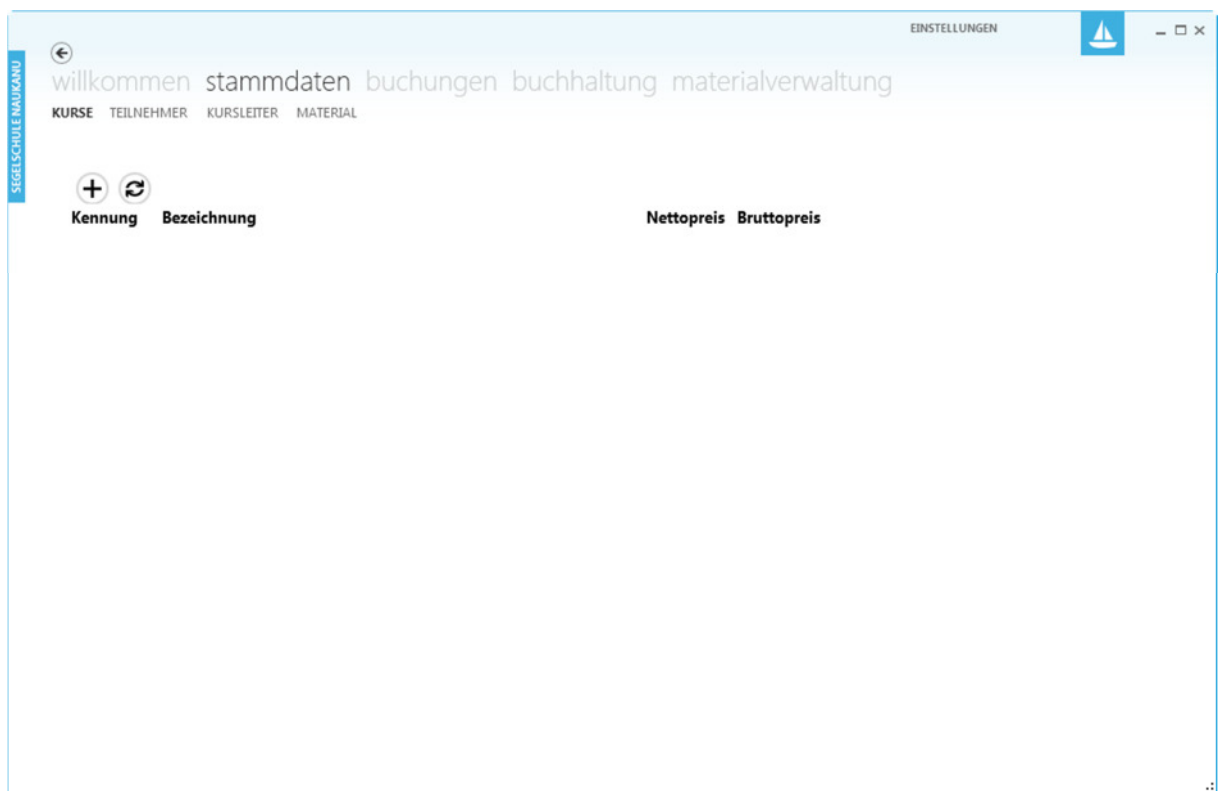 EINSTELLUNGEN
SEGELSCHULE NAUKANU
willkommen stammdaten buchungen buchhaltung materialverwaltung
KURSE TEILNEHMER KURSLEITER MATERIAL
Kennung Bezeichnung Nettopreis Bruttopreis